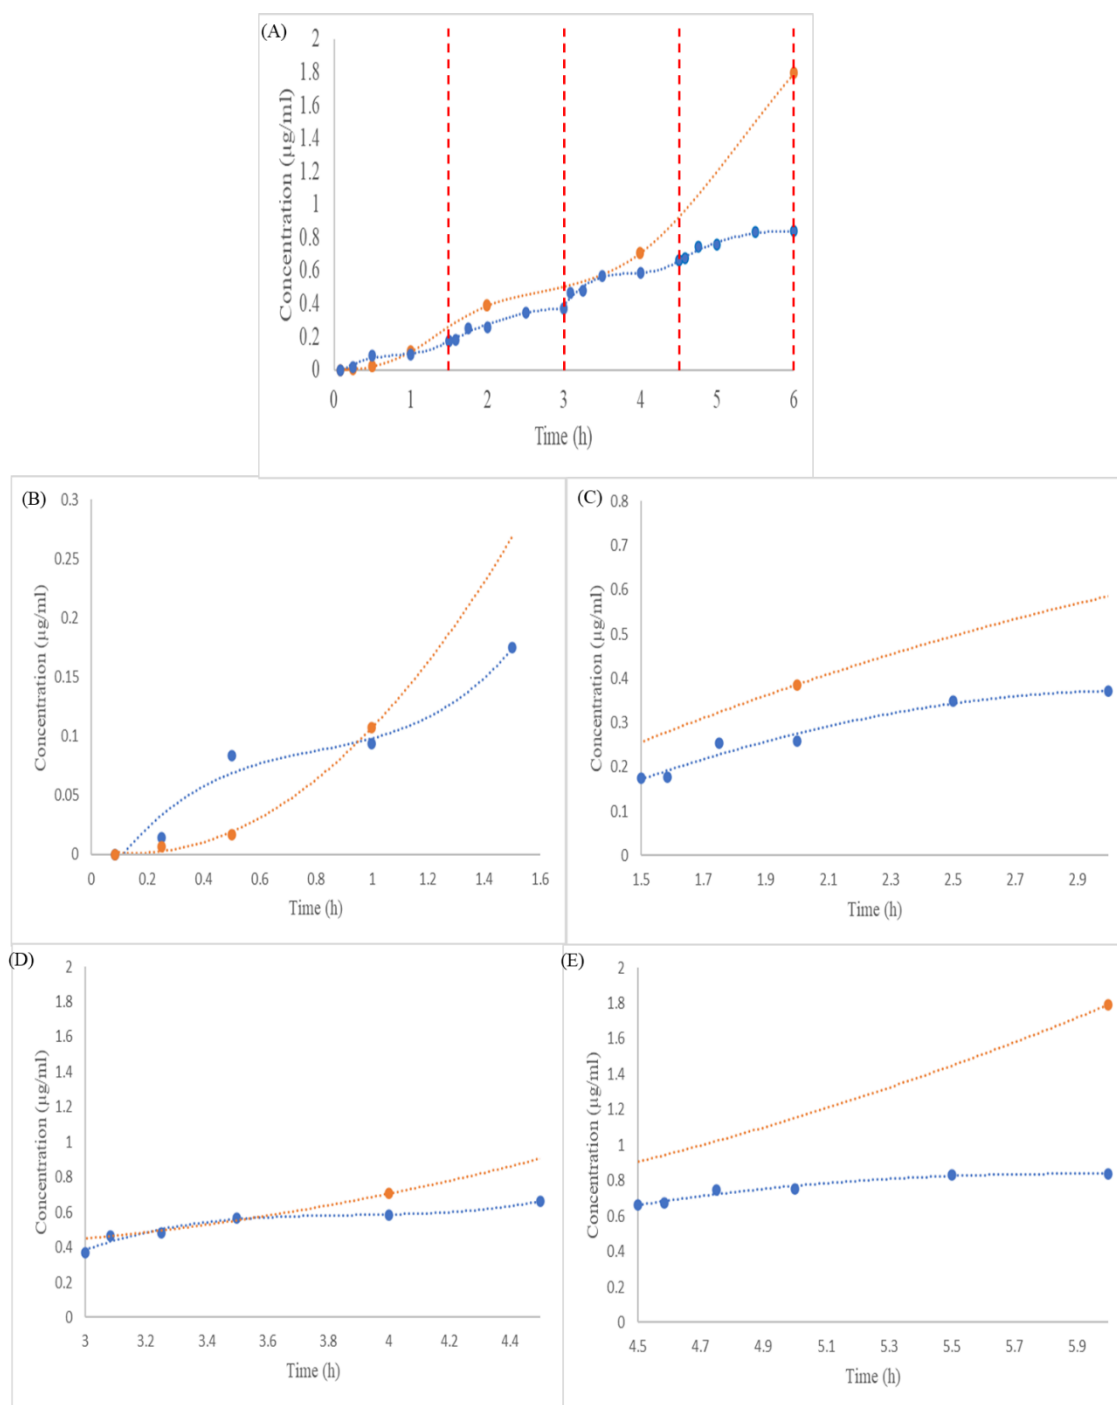 (A)
Concentration (µg/ml)
2
1.8
1.6
1.4
1.2
1
0.8
0.6
0.4
0.2
0
0 1 2 3 4 5 6
Time (h)
(B)
Concentration (µg/ml)
0.3
0.25
0.2
0.15
0.1
0.05
0
0 0.2 0.4 0.6 0.8 1 1.2 1.4 1.6
Time (h)
(C)
Concentration (µg/ml)
0.8
0.7
0.6
0.5
0.4
0.3
0.2
0.1
0
1.5 1.7 1.9 2.1 2.3 2.5 2.7 2.9
Time (h)
(D)
Concentration (µg/ml)
2
1.8
1.6
1.4
1.2
1
0.8
0.6
0.4
0.2
0
3 3.2 3.4 3.6 3.8 4 4.2 4.4
Time (h)
(E)
Concentration (µg/ml)
2
1.8
1.6
1.4
1.2
1
0.8
0.6
0.4
0.2
0
4.5 4.7 4.9 5.1 5.3 5.5 5.7 5.9
Time (h)